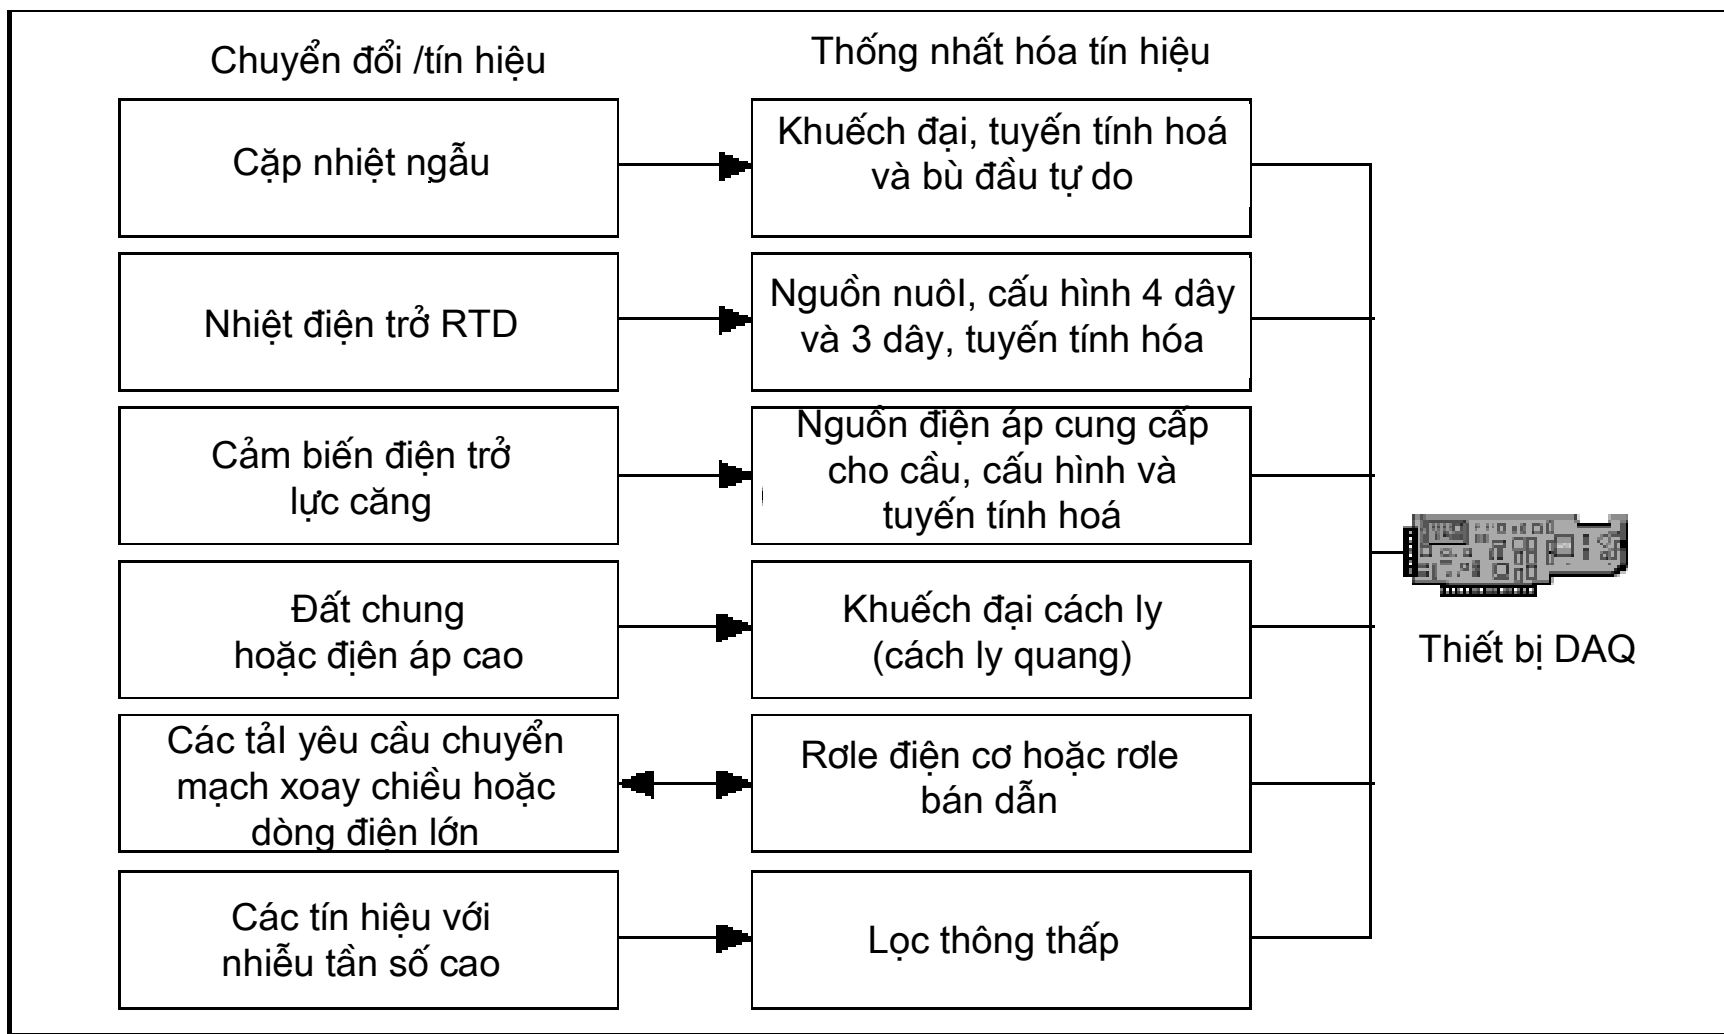 Chuyển đổi /tín hiệu
Thống nhất hóa tín hiệu
Cặp nhiệt ngẫu
Khuếch đại, tuyến tính hoá
và bù đầu tự do
Nhiệt điện trở RTD
Nguồn nuôI, cấu hình 4 dây
và 3 dây, tuyến tính hóa
Cảm biến điện trở
lực căng
Nguồn điện áp cung cấp
cho cầu, cấu hình và
tuyến tính hoá
Đất chung
hoặc điện áp cao
Khuếch đại cách ly
(cách ly quang)
Thiết bị DAQ
Các tảI yêu cầu chuyển
mạch xoay chiều hoặc
dòng điện lớn
Rơle điện cơ hoặc rơle
bán dẫn
Các tín hiệu với
nhiễu tần số cao
Lọc thông thấp